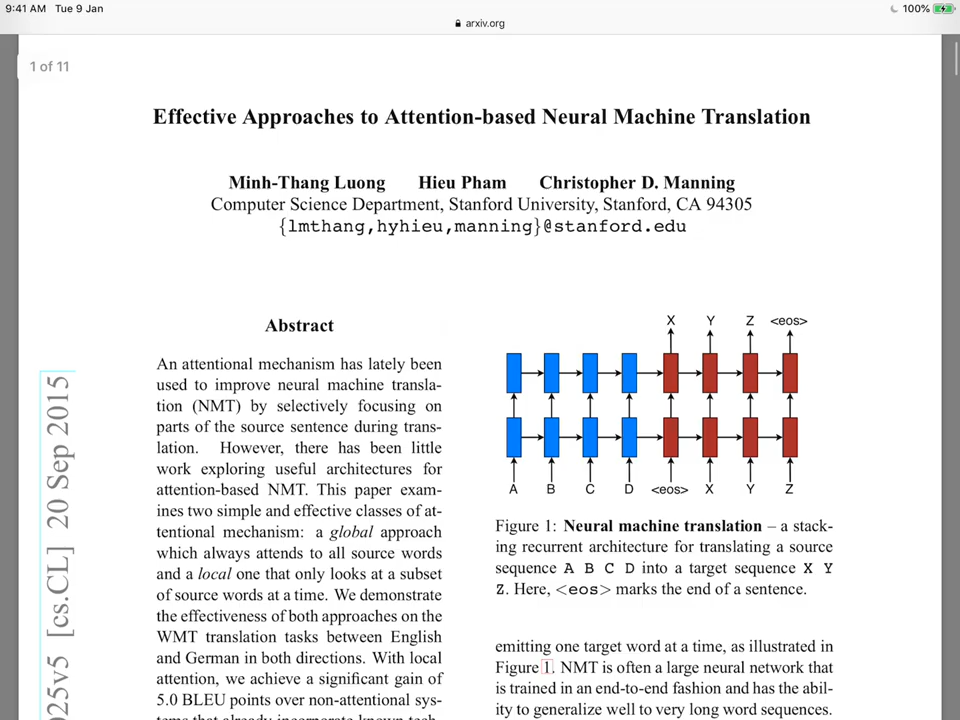 9:41 AM Tue 9 Jan
100%
arxiv.org
1 of 11
Effective Approaches to Attention-based Neural Machine Translation
Minh-Thang Luong Hieu Pham Christopher D. Manning
Computer Science Department, Stanford University, Stanford, CA 94305
{lmthang,hyhieu,manning}@stanford.edu
025v5 [cs.CL] 20 Sep 2015
Abstract
An attentional mechanism has lately been
used to improve neural machine transla-
tion (NMT) by selectively focusing on
parts of the source sentence during trans-
lation. However, there has been little
work exploring useful architectures for
attention-based NMT. This paper exam-
ines two simple and effective classes of at-
tentional mechanism: a global approach
which always attends to all source words
and a local one that only looks at a subset
of source words at a time. We demonstrate
the effectiveness of both approaches on the
WMT translation tasks between English
and German in both directions. With local
attention, we achieve a significant gain of
5.0 BLEU points over non-attentional sys-
tems that already incorporate known tech-
X Y Z <eos>
A B C D <eos> X Y Z
Figure 1: Neural machine translation – a stack-
ing recurrent architecture for translating a source
sequence A B C D into a target sequence X Y
Z. Here, <eos> marks the end of a sentence.
emitting one target word at a time, as illustrated in
Figure 1. NMT is often a large neural network that
is trained in an end-to-end fashion and has the abil-
ity to generalize well to very long word sequences.